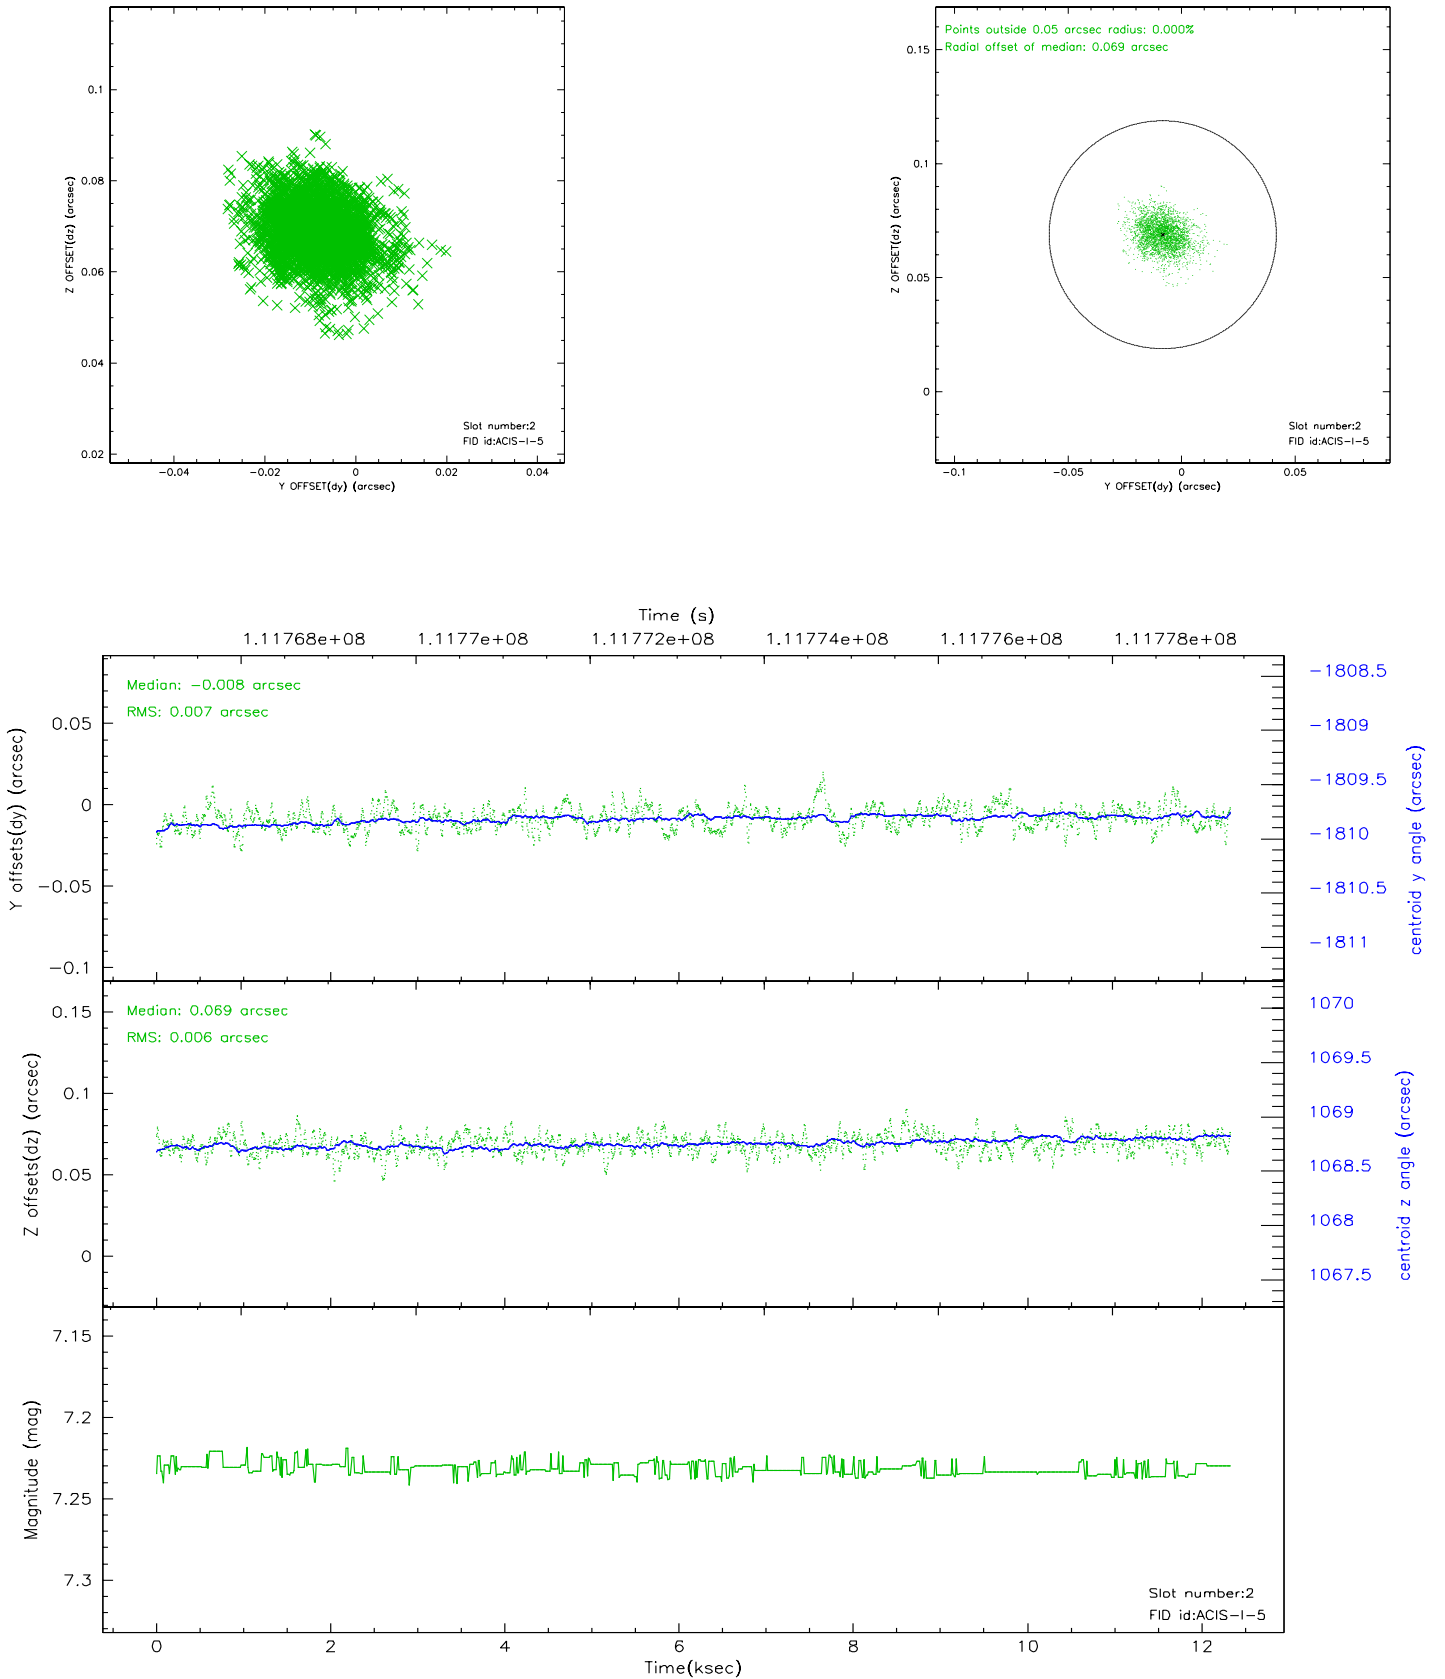 0.1
0.08
0.06
0.04
0.02
Z OFFSET(dz) (arcsec)
Slot number:2
FID id:ACIS-I-5
-0.04 -0.02 0 0.02 0.04
Y OFFSET(dy) (arcsec)
Points outside 0.05 arcsec radius: 0.000%
Radial offset of median: 0.069 arcsec
0.15
0.1
0.05
0
Z OFFSET(dz) (arcsec)
Slot number:2
FID id:ACIS-I-5
-0.1 -0.05 0 0.05
Y OFFSET(dy) (arcsec)
Time (s)
1.11768e+08 1.1177e+08 1.11772e+08 1.11774e+08 1.11776e+08 1.11778e+08
Median: -0.008 arcsec
RMS: 0.007 arcsec
0.05
0
-0.05
-0.1
Y offsets(dy) (arcsec)
-1808.5
-1809
-1809.5
-1810
-1810.5
-1811
centroid y angle (arcsec)
Median: 0.069 arcsec
RMS: 0.006 arcsec
0.15
0.1
0.05
0
Z offsets(dz) (arcsec)
1070
1069.5
1069
1068.5
1068
1067.5
centroid z angle (arcsec)
7.15
7.2
7.25
7.3
Magnitude (mag)
Slot number:2
FID id:ACIS-I-5
0 2 4 6 8 10 12
Time(ksec)